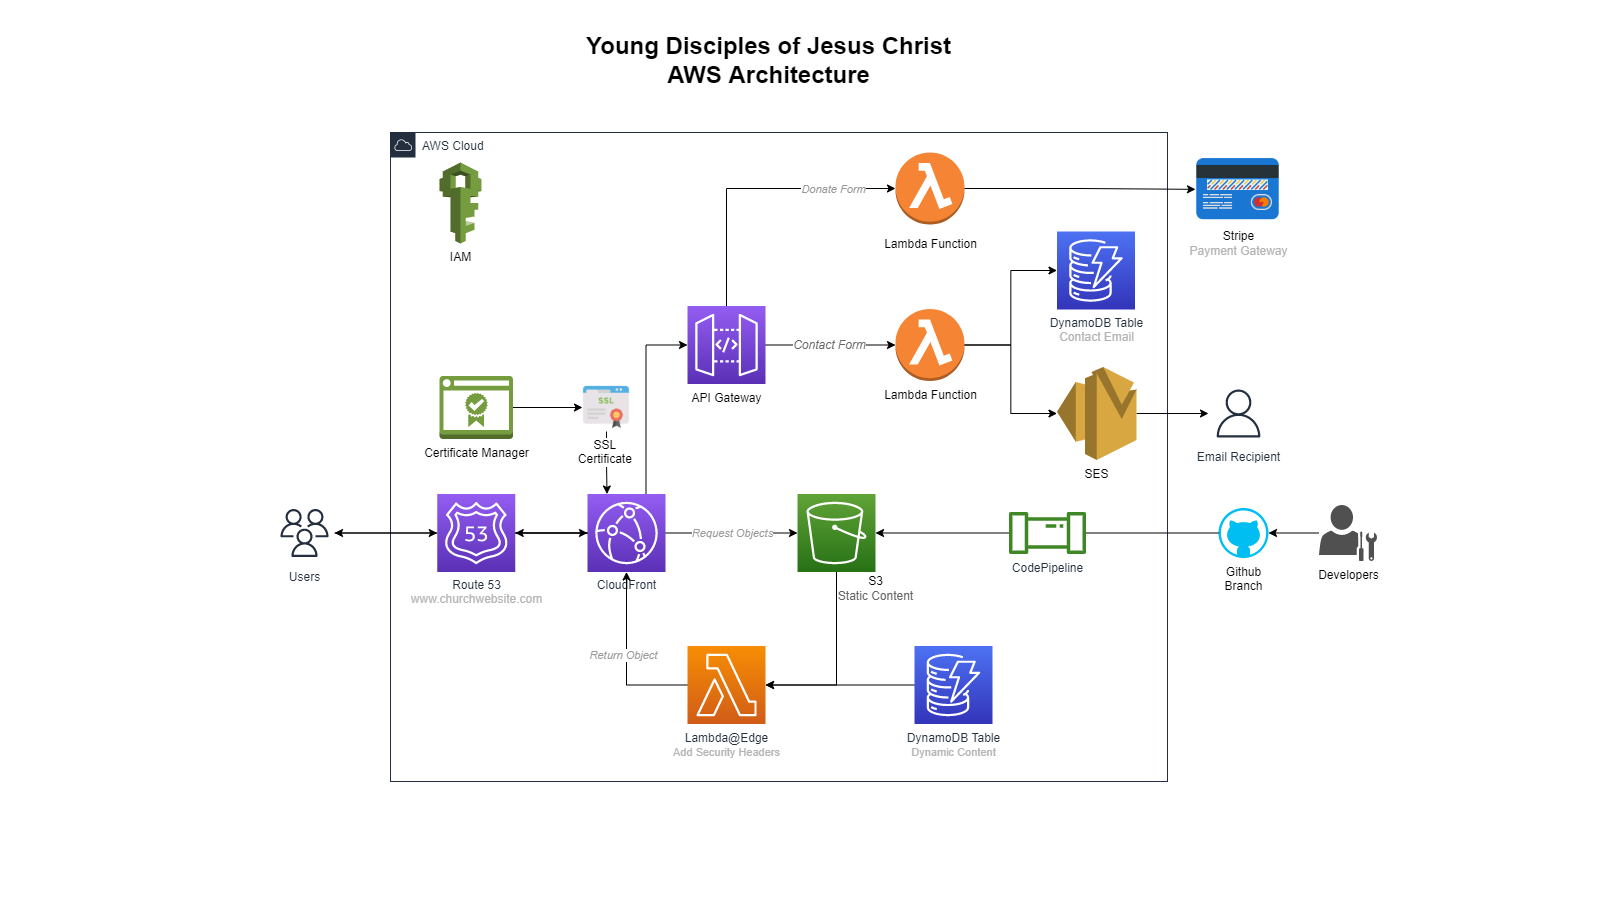 Young Disciples of Jesus Christ
AWS Architecture
AWS Cloud
IAM
Donate Form
Lambda Function
Stripe
Payment Gateway
DynamoDB Table
Contact Email
</>
API Gateway
Contact Form
Lambda Function
SSL
Certificate Manager
SSL
Certificate
SES
Email Recipient
Users
53
Route 53
www.churchwebsite.com
CloudFront
Request Objects
S3
Static Content
CodePipeline
Github
Branch
Developers
Return Object
Lambda@Edge
Add Security Headers
DynamoDB Table
Dynamic Content